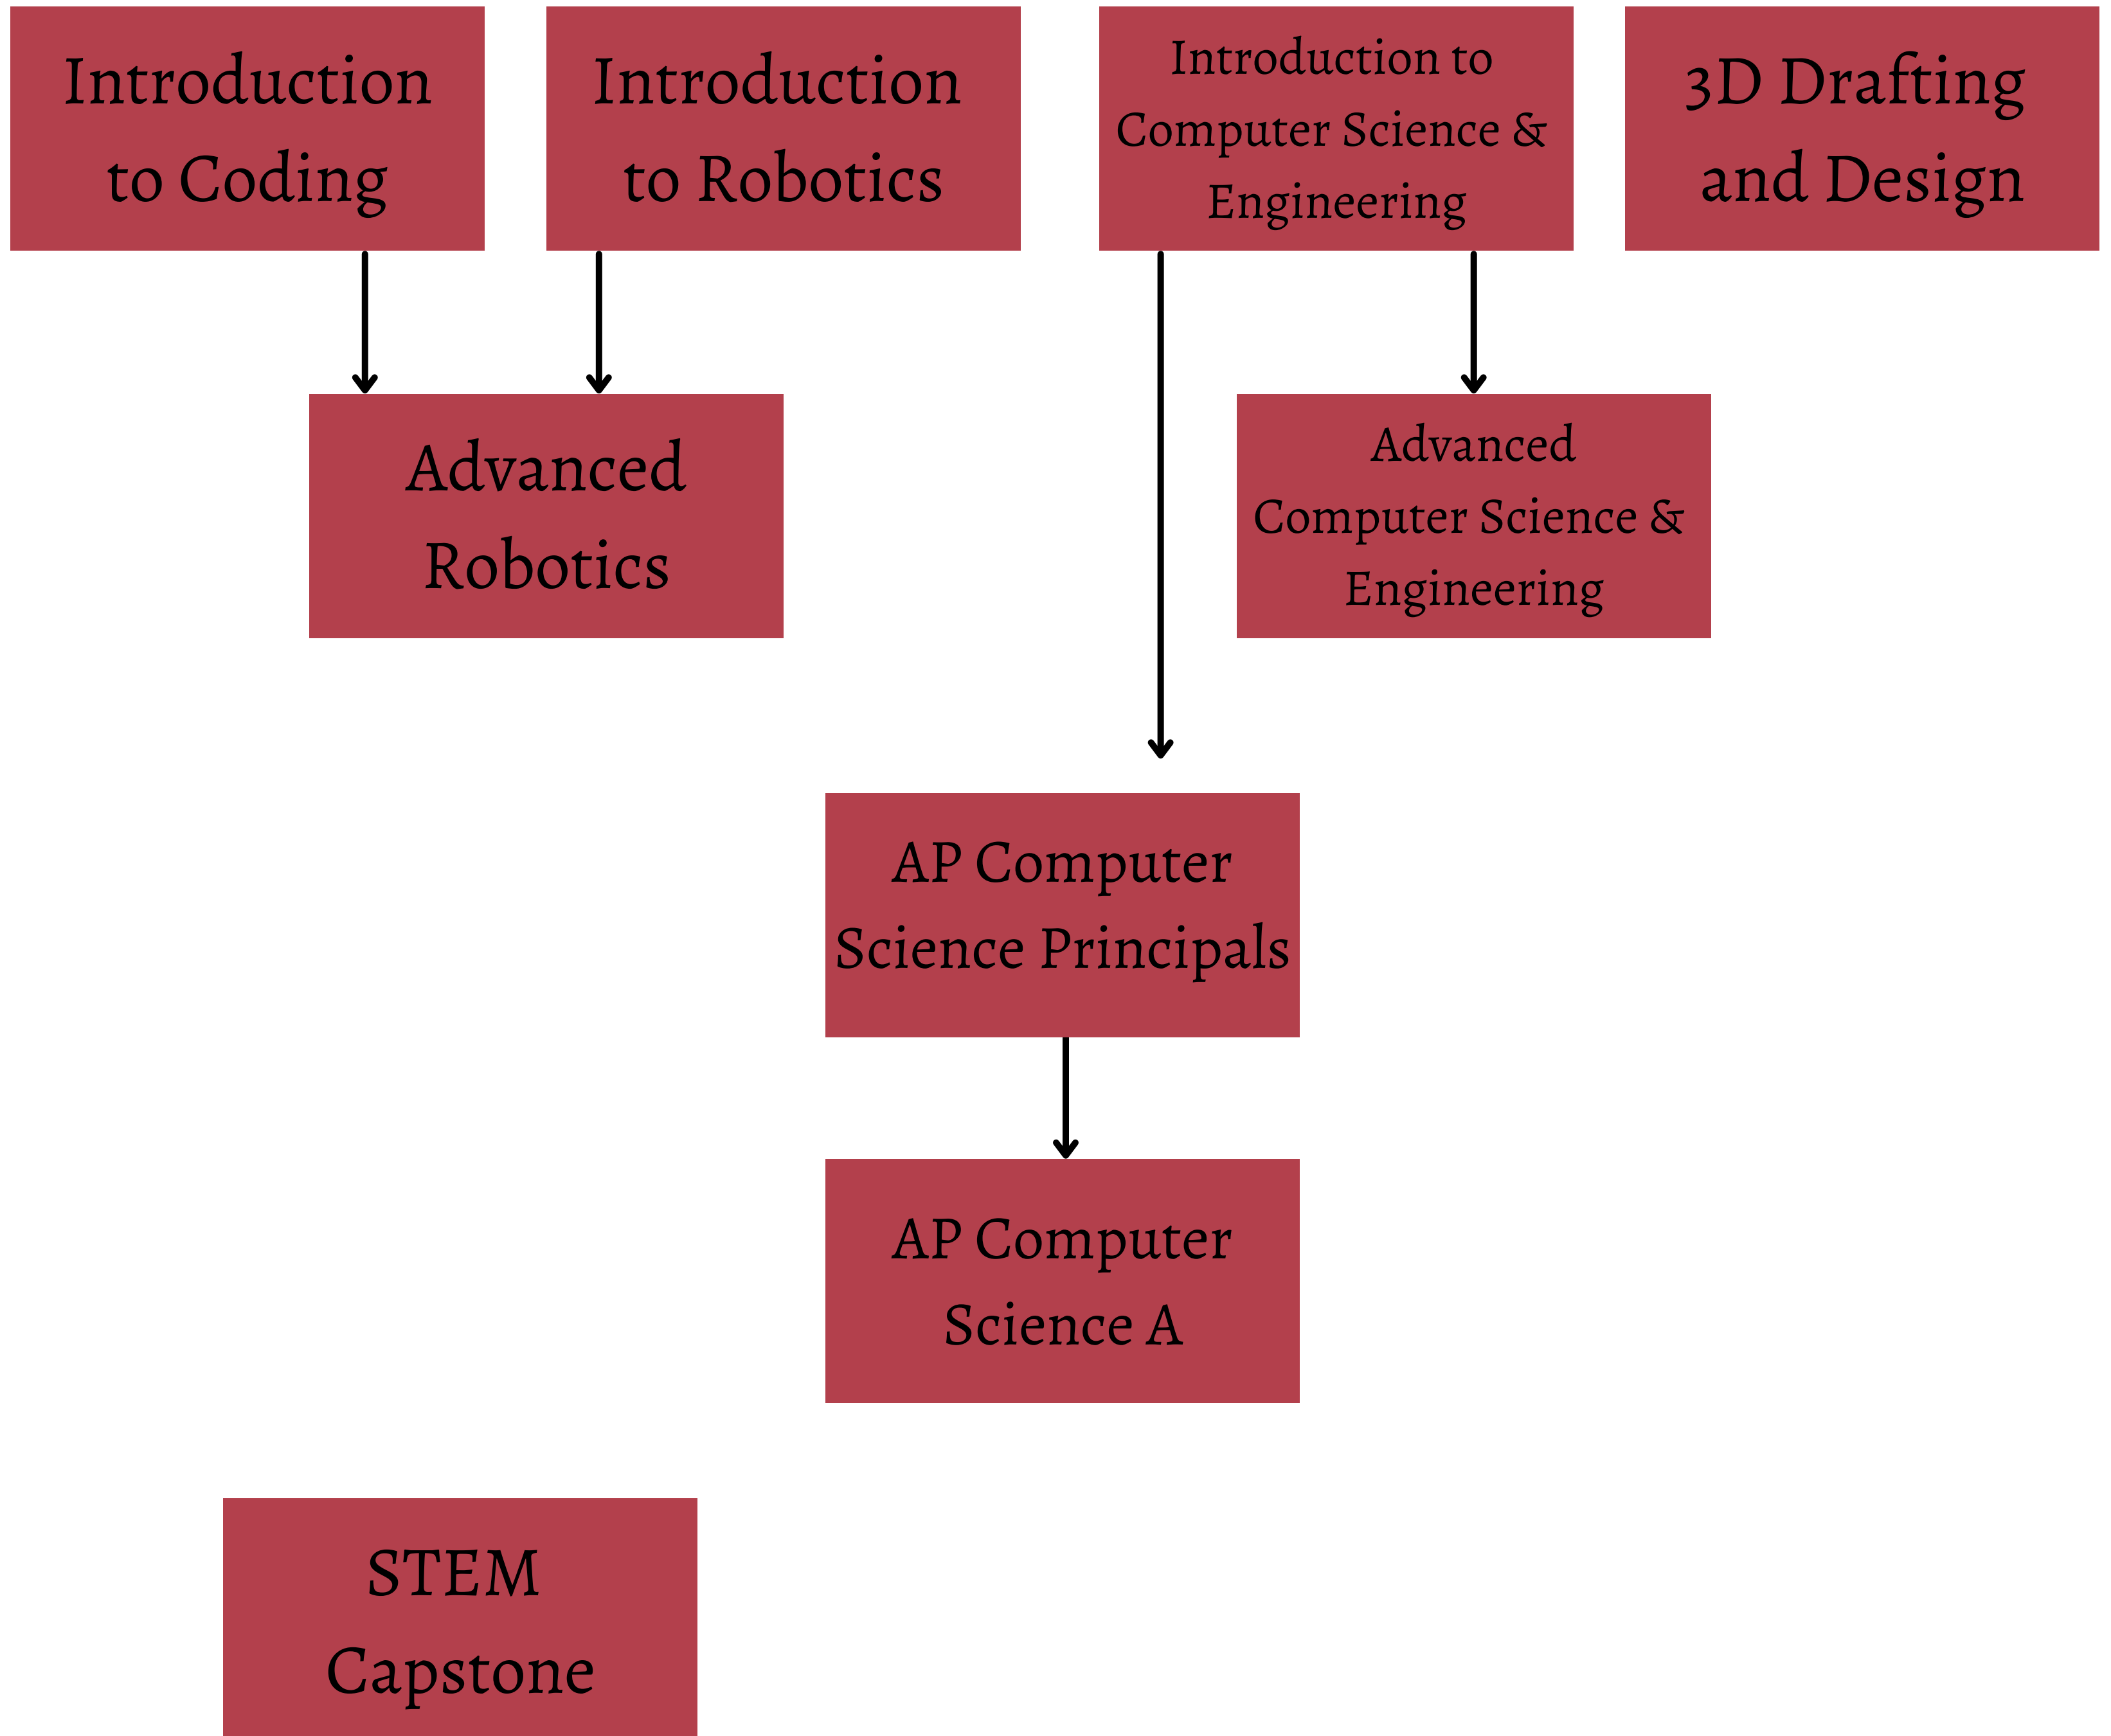 Introduction
to Coding
Introduction
to Robotics
Introduction to
Computer Science &
Engineering
3D Drafting
and Design
Advanced
Robotics
Advanced
Computer Science &
Engineering
AP Computer
Science Principals
AP Computer
Science A
STEM
Capstone